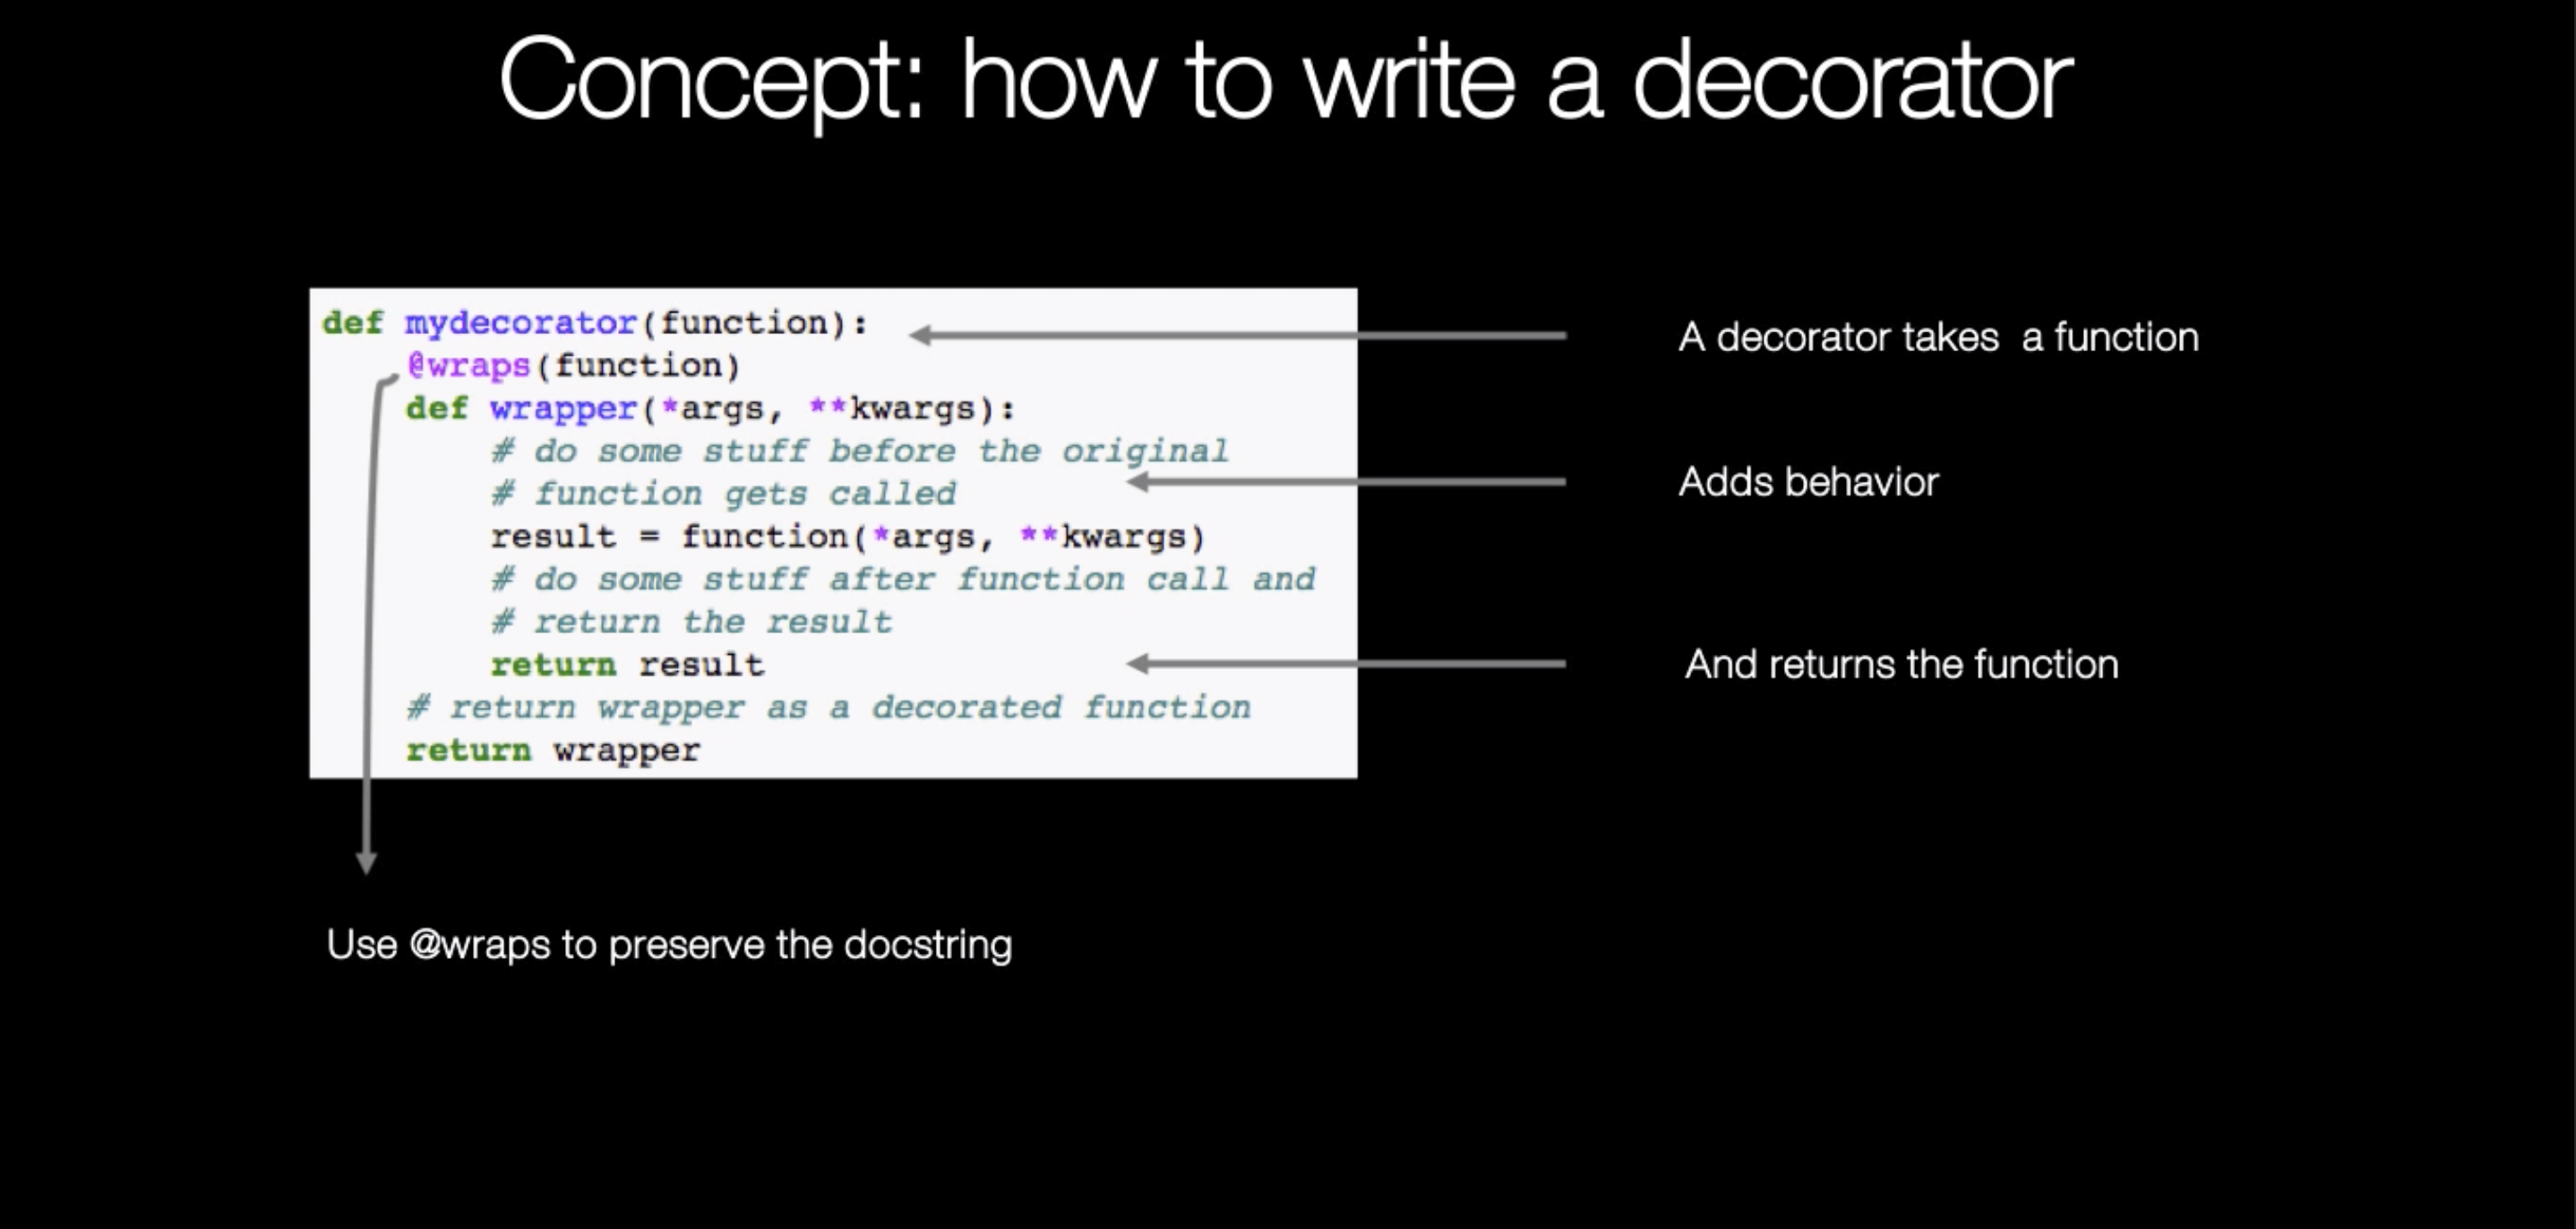 Concept: how to write a decorator
def mydecorator(function):
    @wraps(function)
    def wrapper(*args, **kwargs):
        # do some stuff before the original
        # function gets called
        result = function(*args, **kwargs)
        # do some stuff after function call and
        # return the result
        return result
    # return wrapper as a decorated function
    return wrapper
A decorator takes  a function
Adds behavior
And returns the function
Use @wraps to preserve the docstring